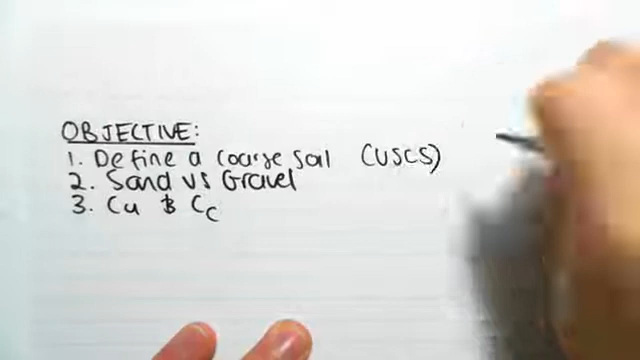 OBJECTIVE:
1. Define a coarse soil (USCS)
2. Sand vs Gravel
3. Cu & Cc